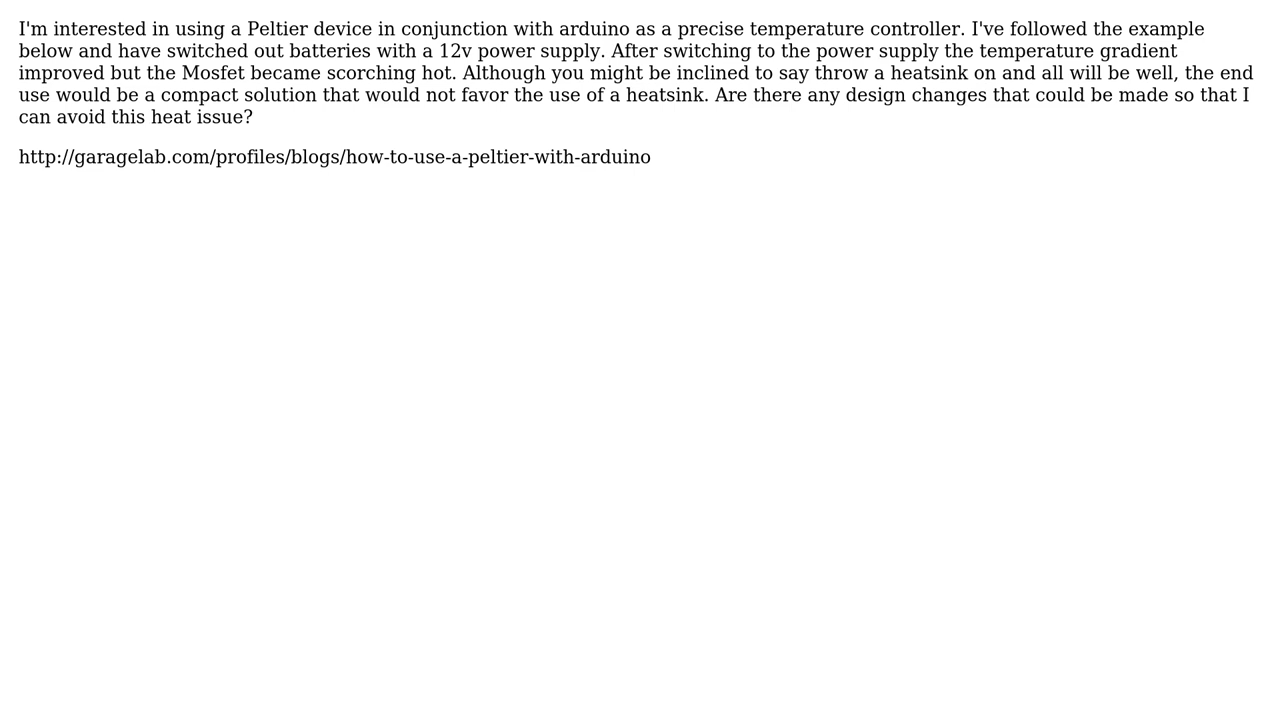 I'm interested in using a Peltier device in conjunction with arduino as a precise temperature controller. I've followed the example
below and have switched out batteries with a 12v power supply. After switching to the power supply the temperature gradient
improved but the Mosfet became scorching hot. Although you might be inclined to say throw a heatsink on and all will be well, the end
use would be a compact solution that would not favor the use of a heatsink. Are there any design changes that could be made so that I
can avoid this heat issue?
http://garagelab.com/profiles/blogs/how-to-use-a-peltier-with-arduino